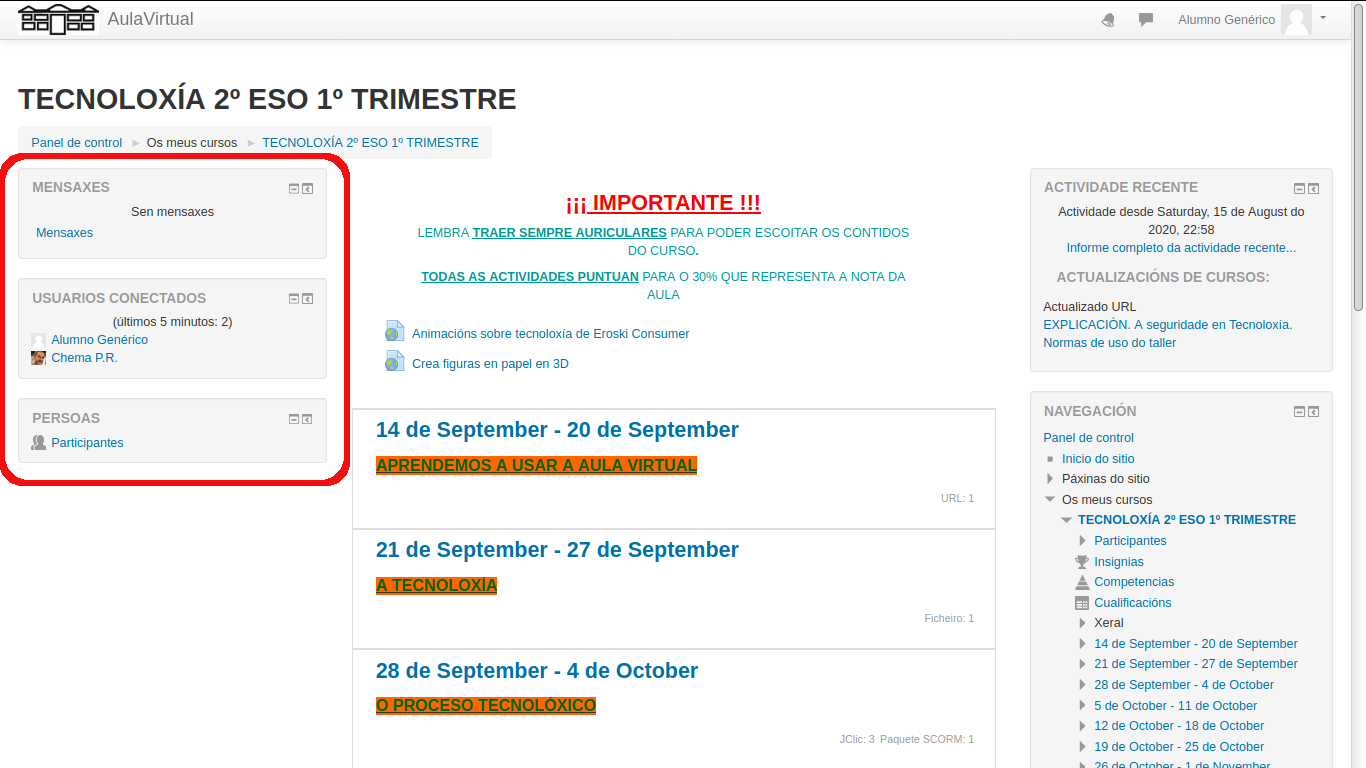 AulaVirtual
Alumno Genérico
TECNOLOXÍA 2º ESO 1º TRIMESTRE
Panel de control ► Os meus cursos ► TECNOLOXÍA 2º ESO 1º TRIMESTRE
MENSAXES
Sen mensaxes
Mensaxes
USUARIOS CONECTADOS
(últimos 5 minutos: 2)
Alumno Genérico
Chema P.R.
PERSOAS
Participantes
¡¡¡ IMPORTANTE !!!
LEMBRA TRAER SEMPRE AURICULARES PARA PODER ESCOITAR OS CONTIDOS
DO CURSO.
TODAS AS ACTIVIDADES PUNTUAN PARA O 30% QUE REPRESENTA A NOTA DA
AULA
Animacións sobre tecnoloxía de Eroski Consumer
Crea figuras en papel en 3D
14 de September - 20 de September
APRENDEMOS A USAR A AULA VIRTUAL
URL: 1
21 de September - 27 de September
A TECNOLOXÍA
Ficheiro: 1
28 de September - 4 de October
O PROCESO TECNOLÓXICO
JClic: 3 Paquete SCORM: 1
ACTIVIDADE RECENTE
Actividade desde Saturday, 15 de August do
2020, 22:58
Informe completo da actividade recente...
ACTUALIZACIÓNS DE CURSOS:
Actualizado URL
EXPLICACIÒN. A seguridade en Tecnoloxía.
Normas de uso do taller
NAVEGACIÓN
Panel de control
Inicio do sitio
Páxinas do sitio
Os meus cursos
TECNOLOXÍA 2º ESO 1º TRIMESTRE
Participantes
Insignias
Competencias
Cualificacións
Xeral
14 de September - 20 de September
21 de September - 27 de September
28 de September - 4 de October
5 de October - 11 de October
12 de October - 18 de October
19 de October - 25 de October
26 de October - 1 de November